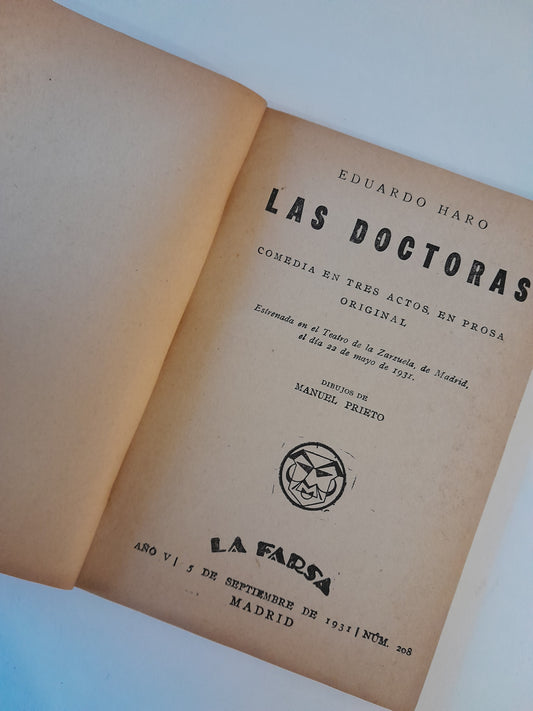 EDUARDO HARO
LAS DOCTORAS
COMEDIA EN TRES ACTOS, EN PROSA
ORIGINAL
Estrenada en el Teatro de la Zarzuela, de Madrid,
el día 22 de mayo de 1931.
DIBUJOS DE
MANUEL PRIETO
LA FARSA
AÑO V | 5 DE SEPTIEMBRE DE 1931 | NÚM. 208
MADRID